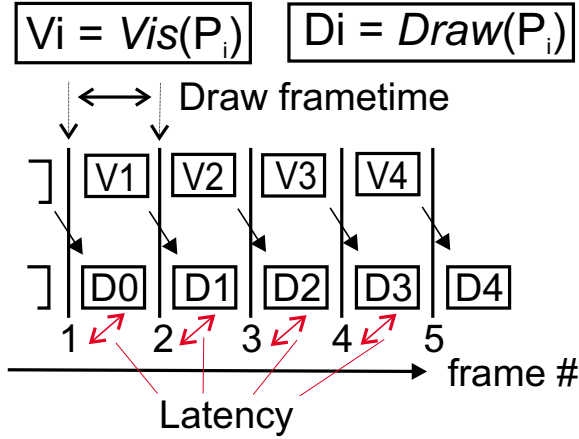 Vi = Vis(Pi) Di = Draw(Pi)
Draw frametime
V1 V2 V3 V4
D0 D1 D2 D3 D4
1 2 3 4 5
frame #
Latency